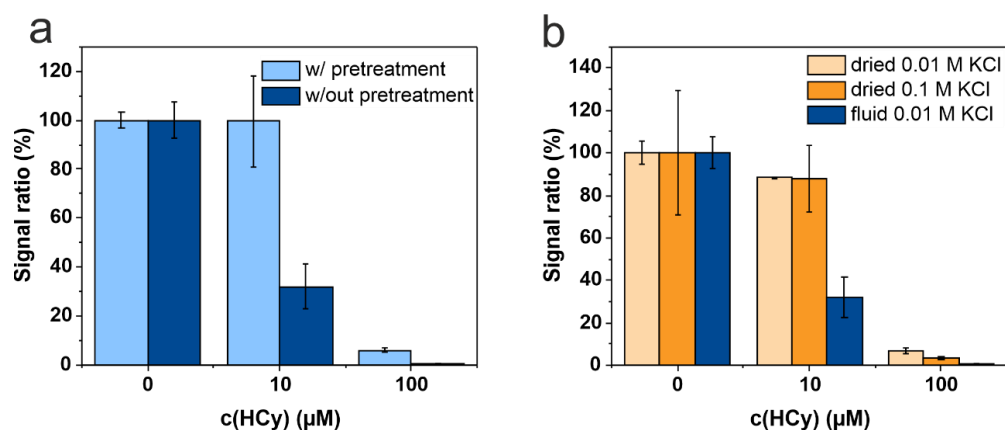 a
Signal ratio (%)
120
100
80
60
40
20
0
w/ pretreatment
w/out pretreatment
0 10 100
c(HCy) (µM)
b
Signal ratio (%)
140
120
100
80
60
40
20
0
dried 0.01 M KCl
dried 0.1 M KCl
fluid 0.01 M KCl
0 10 100
c(HCy) (µM)